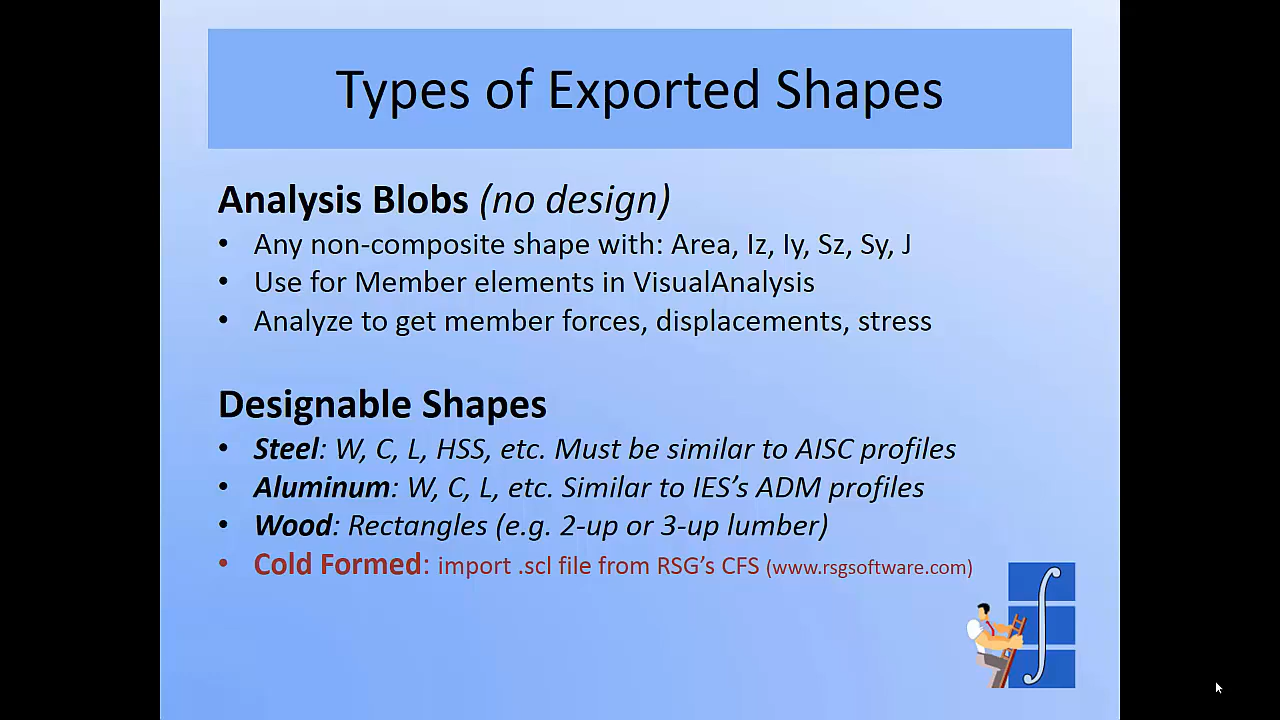 Types of Exported Shapes
Analysis Blobs (no design)
• Any non-composite shape with: Area, Iz, Iy, Sz, Sy, J
• Use for Member elements in VisualAnalysis
• Analyze to get member forces, displacements, stress
Designable Shapes
• Steel: W, C, L, HSS, etc. Must be similar to AISC profiles
• Aluminum: W, C, L, etc. Similar to IES's ADM profiles
• Wood: Rectangles (e.g. 2-up or 3-up lumber)
• Cold Formed: import .scl file from RSG's CFS (www.rsgsoftware.com)